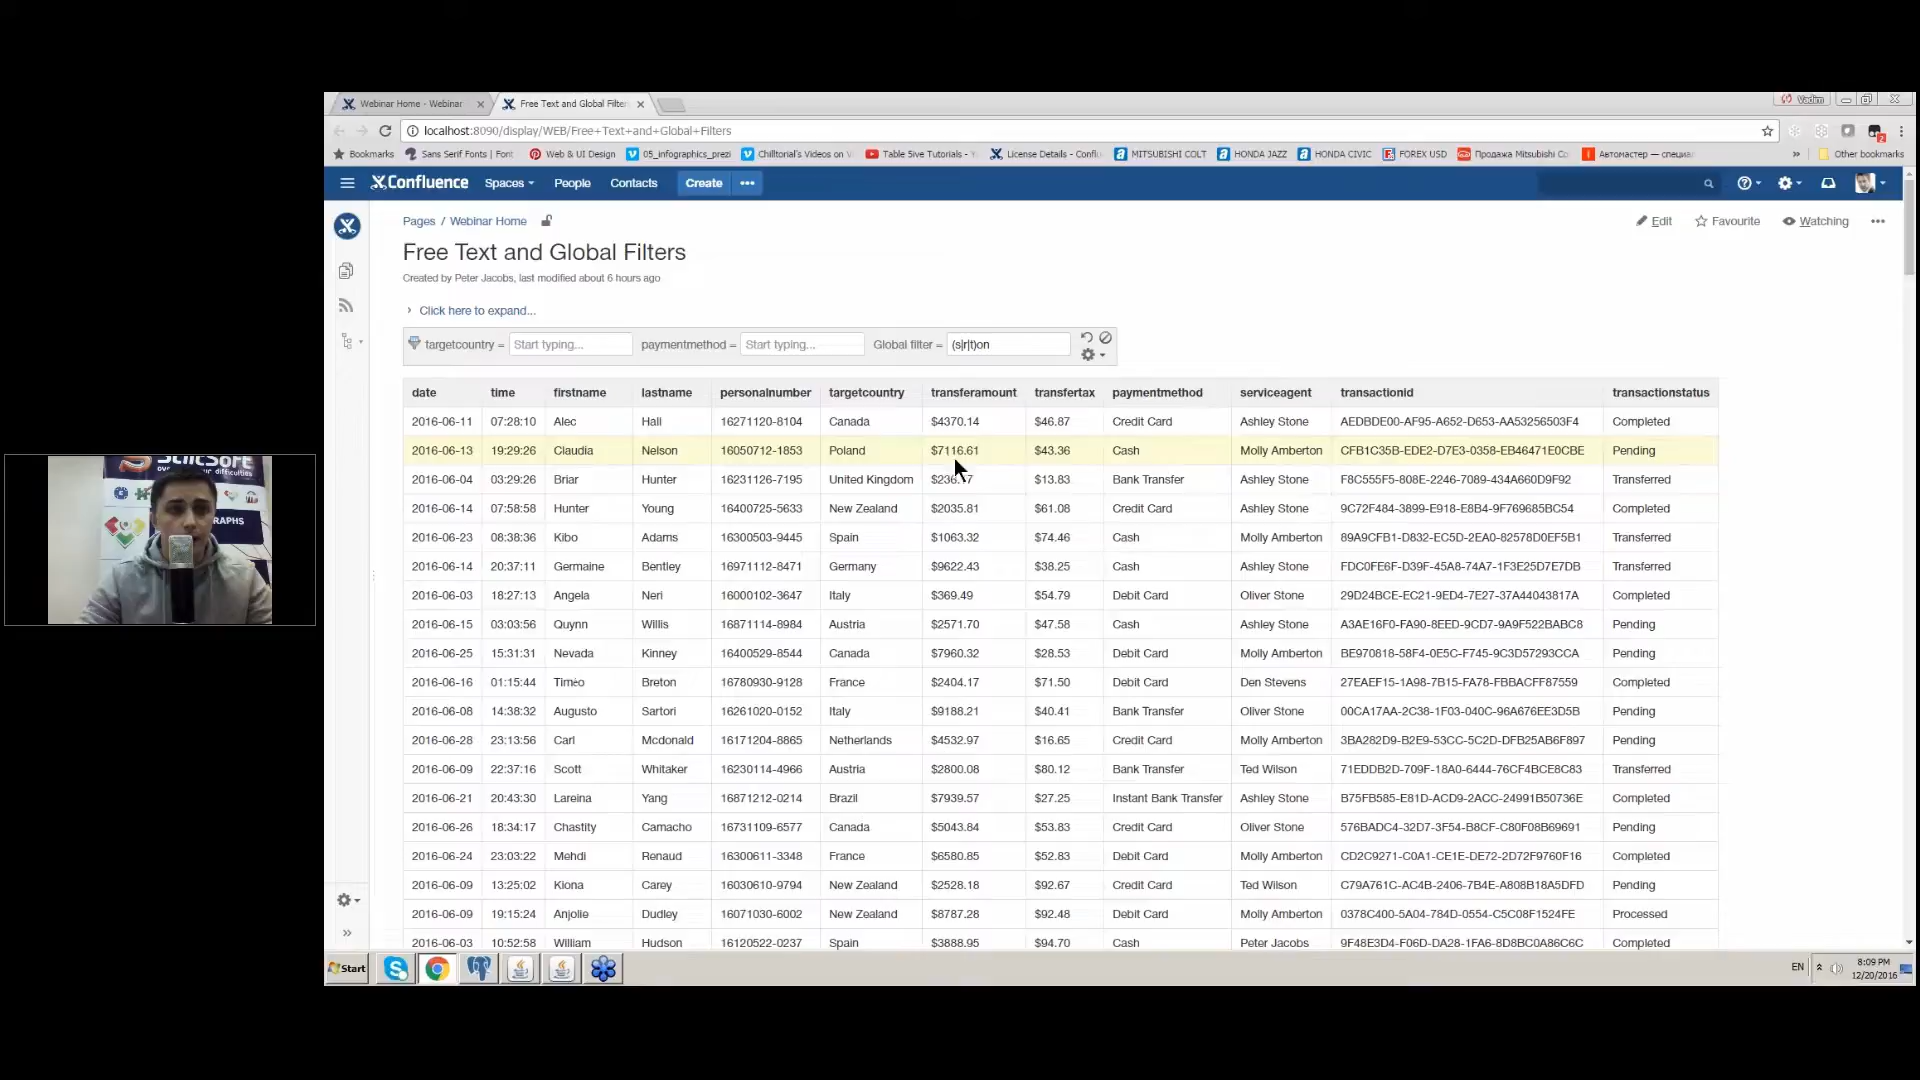 Webinar Home - Webinar
Free Text and Global Filter
Vadim
localhost:8090/display/WEB/Free+Text+and+Global+Filters
Bookmarks Sans Serif Fonts | Font Web & UI Design 05_infographics_prezi Chilltorial's Videos on V Table 5ive Tutorials - License Details - Conflu MITSUBISHI COLT HONDA JAZZ HONDA CIVIC FOREX USD Продажа Mitsubishi Co Автомастер — специа » Other bookmarks
Confluence Spaces People Contacts Create •••
Pages / Webinar Home
Edit Favourite Watching •••
Free Text and Global Filters
Created by Peter Jacobs, last modified about 6 hours ago
Click here to expand...
targetcountry = Start typing... paymentmethod = Start typing... Global filter = (s|r|t)on
date time firstname lastname personalnumber targetcountry transferamount transfertax paymentmethod serviceagent transactionid transactionstatus
2016-06-11 07:28:10 Alec Hall 16271120-8104 Canada $4370.14 $46.87 Credit Card Ashley Stone AEDBDE00-AF95-A652-D653-AA53256503F4 Completed
2016-06-13 19:29:26 Claudia Nelson 16050712-1853 Poland $7116.61 $43.36 Cash Molly Amberton CFB1C35B-EDE2-D7E3-0358-EB46471E0CBE Pending
2016-06-04 03:29:26 Briar Hunter 16231126-7195 United Kingdom $13.83 Bank Transfer Ashley Stone F8C555F5-808E-2246-7089-434A660D9F92 Transferred
2016-06-14 07:58:58 Hunter Young 16400725-5633 New Zealand $2035.81 $61.08 Credit Card Ashley Stone 9C72F484-3899-E918-E8B4-9F769685BC54 Completed
2016-06-23 08:38:36 Kibo Adams 16300503-9445 Spain $1063.32 $74.46 Cash Molly Amberton 89A9CFB1-D832-EC5D-2EA0-82578D0EF5B1 Transferred
2016-06-14 20:37:11 Germaine Bentley 16971112-8471 Germany $9622.43 $38.25 Cash Ashley Stone FDC0FE6F-D39F-45A8-74A7-1F3E25D7E7DB Transferred
2016-06-03 18:27:13 Angela Neri 16000102-3647 Italy $369.49 $54.79 Debit Card Oliver Stone 29D24BCE-EC21-9ED4-7E27-37A44043817A Completed
2016-06-15 03:03:56 Quynn Willis 16871114-8984 Austria $2571.70 $47.58 Cash Ashley Stone A3AE16F0-FA90-8EED-9CD7-9A9F522BABC8 Pending
2016-06-25 15:31:31 Nevada Kinney 16400529-8544 Canada $7960.32 $28.53 Debit Card Molly Amberton BE970818-58F4-0E5C-F745-9C3D57293CCA Pending
2016-06-16 01:15:44 Timéo Breton 16780930-9128 France $2404.17 $71.50 Debit Card Den Stevens 27EAEF15-1A98-7B15-FA78-FBBACFF87559 Completed
2016-06-08 14:38:32 Augusto Sartori 16261020-0152 Italy $9188.21 $40.41 Bank Transfer Oliver Stone 00CA17AA-2C38-1F03-040C-96A676EE3D5B Pending
2016-06-28 23:13:56 Carl Mcdonald 16171204-8865 Netherlands $4532.97 $16.65 Credit Card Molly Amberton 3BA282D9-B2E9-53CC-5C2D-DFB25AB6F897 Pending
2016-06-09 22:37:16 Scott Whitaker 16230114-4966 Austria $2800.08 $80.12 Bank Transfer Ted Wilson 71EDDB2D-709F-18A0-6444-76CF4BCE8C83 Transferred
2016-06-21 20:43:30 Lareina Yang 16871212-0214 Brazil $7939.57 $27.25 Instant Bank Transfer Ashley Stone B75FB585-E81D-ACD9-2ACC-24991B50736E Completed
2016-06-26 18:34:17 Chastity Camacho 16731109-6577 Canada $5043.84 $53.83 Credit Card Oliver Stone 576BADC4-32D7-3F54-B8CF-C80F08B69691 Pending
2016-06-24 23:03:22 Mehdi Renaud 16300611-3348 France $6580.85 $52.83 Debit Card Molly Amberton CD2C9271-C0A1-CE1E-DE72-2D72F9760F16 Completed
2016-06-09 13:25:02 Kiona Carey 16030610-9794 New Zealand $2528.18 $92.67 Credit Card Ted Wilson C79A761C-AC4B-2406-7B4E-A808B18A5DFD Pending
2016-06-09 19:15:24 Anjolie Dudley 16071030-6002 New Zealand $8787.28 $92.48 Debit Card Molly Amberton 0378C400-5A04-784D-0554-C5C08F1524FE Processed
2016-06-03 10:52:58 William Hudson 16120522-0237 Spain $3888.95 $94.70 Cash Peter Jacobs 9F48E3D4-F06D-DA28-1FA6-8D8BC0A86C6C Completed
StiltSoft
RAPHS
Start
EN
8:09 PM
12/20/2016